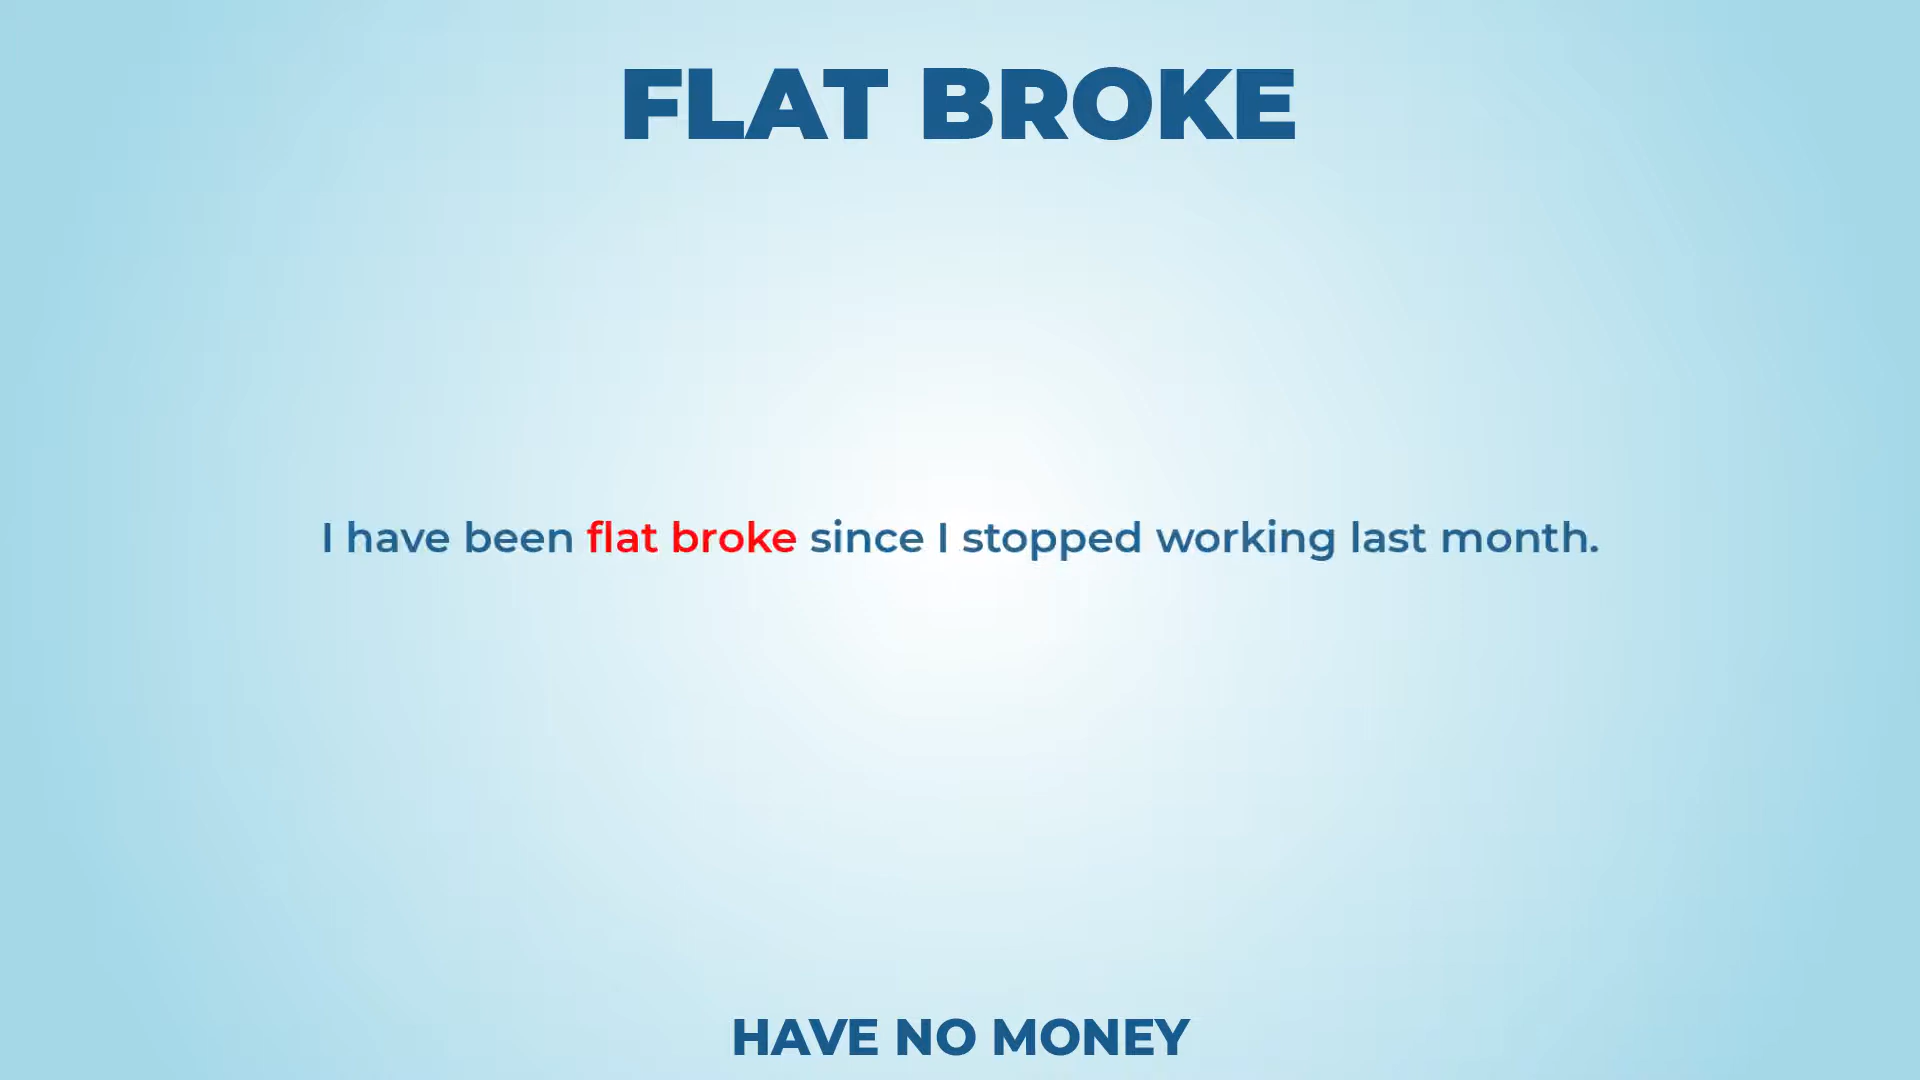 FLAT BROKE
I have been flat broke since I stopped working last month.
HAVE NO MONEY